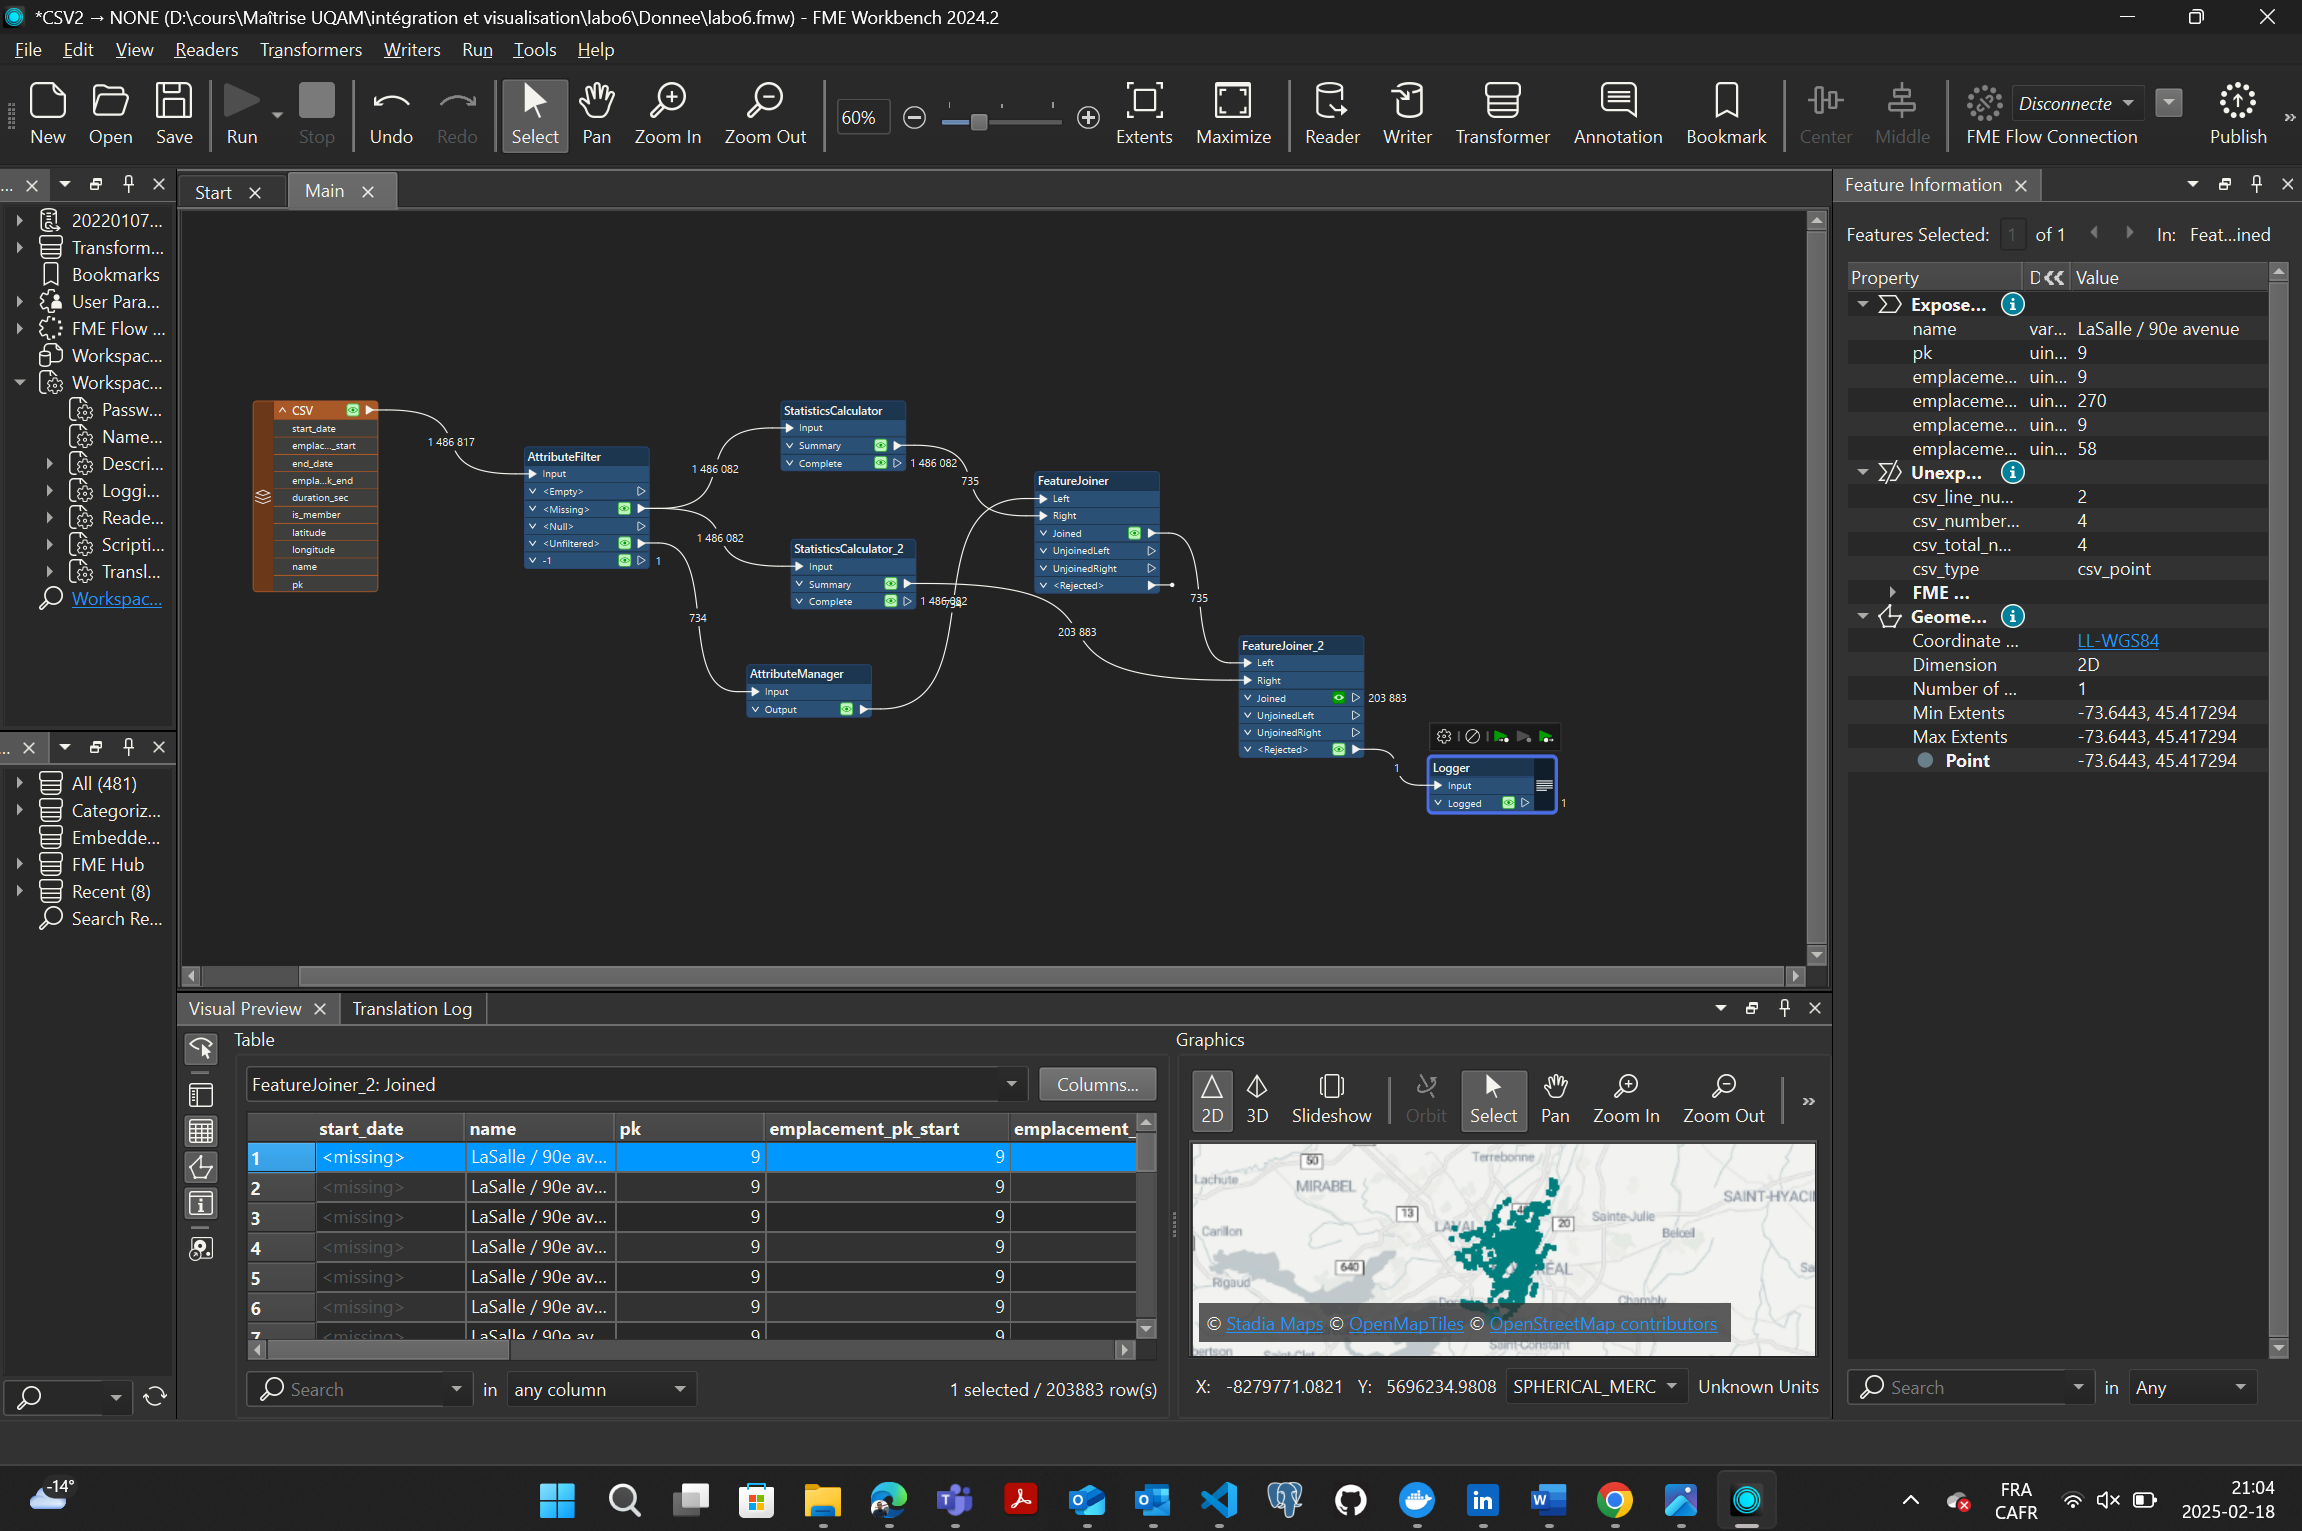 *CSV2 → NONE (D:\cours\Maîtrise UQAM\intégration et visualisation\labo6\Donnee\labo6.fmw) - FME Workbench 2024.2
File Edit View Readers Transformers Writers Run Tools Help
New Open Save Run Stop Undo Redo Select Pan Zoom In Zoom Out 60% Extents Maximize Reader Writer Transformer Annotation Bookmark Center Middle Disconnecte FME Flow Connection Publish »
...
20220107...
Transform...
Bookmarks
User Para...
FME Flow ...
Workspac...
Workspac...
Passw...
Name...
Descri...
Loggi...
Reade...
Scripti...
Transl...
Workspac...
...
All (481)
Categoriz...
Embedde...
FME Hub
Recent (8)
Search Re...
Start
Main
CSV
start_date
emplac..._start
end_date
empla...k_end
duration_sec
is_member
latitude
longitude
name
pk
1 486 817
AttributeFilter
Input
<Empty>
<Missing>
<Null>
<Unfiltered>
-1
1
1 486 082
1 486 082
734
StatisticsCalculator
Input
Summary
Complete
1 486 082
735
StatisticsCalculator_2
Input
Summary
Complete
1 486 082
734
203 883
AttributeManager
Input
Output
FeatureJoiner
Left
Right
Joined
UnjoinedLeft
UnjoinedRight
<Rejected>
735
FeatureJoiner_2
Left
Right
Joined
203 883
UnjoinedLeft
UnjoinedRight
<Rejected>
1
Logger
Input
Logged
1
Visual Preview
Translation Log
Table
FeatureJoiner_2: Joined
Columns...
start_date name pk emplacement_pk_start emplacement_
1 <missing> LaSalle / 90e av... 9 9
2 <missing> LaSalle / 90e av... 9 9
3 <missing> LaSalle / 90e av... 9 9
4 <missing> LaSalle / 90e av... 9 9
5 <missing> LaSalle / 90e av... 9 9
6 <missing> LaSalle / 90e av... 9 9
7 <missing> LaSalle / 90e av... 9 9
Search in any column 1 selected / 203883 row(s)
Graphics
2D 3D Slideshow Orbit Select Pan Zoom In Zoom Out »
Terrebonne
Lachute
50
MIRABEL
SAINT-HYACI
13
LAVAL
20
Sainte-Julie
Carillon
Belœil
640
RÉAL
Rigaud
Chambly
© Stadia Maps © OpenMapTiles © OpenStreetMap contributors
Saint-Constant
X: -8279771.0821 Y: 5696234.9808 SPHERICAL_MERC Unknown Units
Feature Information
Features Selected: 1 of 1 In: Feat...ined
Property D Value
Expose...
name var... LaSalle / 90e avenue
pk uin... 9
emplaceme... uin... 9
emplaceme... uin... 270
emplaceme... uin... 9
emplaceme... uin... 58
Unexp...
csv_line_nu... 2
csv_number... 4
csv_total_n... 4
csv_type csv_point
FME ...
Geome...
Coordinate ... LL-WGS84
Dimension 2D
Number of ... 1
Min Extents -73.6443, 45.417294
Max Extents -73.6443, 45.417294
Point -73.6443, 45.417294
Search in Any
-14°
FRA
CAFR
21:04
2025-02-18